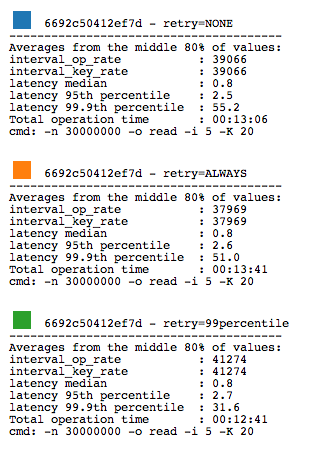 6692c50412ef7d - retry=NONE
------------------------------------
Averages from the middle 80% of values:
interval_op_rate : 39066
interval_key_rate : 39066
latency median : 0.8
latency 95th percentile : 2.5
latency 99.9th percentile : 55.2
Total operation time : 00:13:06
cmd: -n 30000000 -o read -i 5 -K 20
6692c50412ef7d - retry=ALWAYS
------------------------------------
Averages from the middle 80% of values:
interval_op_rate : 37969
interval_key_rate : 37969
latency median : 0.8
latency 95th percentile : 2.6
latency 99.9th percentile : 51.0
Total operation time : 00:13:41
cmd: -n 30000000 -o read -i 5 -K 20
6692c50412ef7d - retry=99percentile
------------------------------------
Averages from the middle 80% of values:
interval_op_rate : 41274
interval_key_rate : 41274
latency median : 0.8
latency 95th percentile : 2.7
latency 99.9th percentile : 31.6
Total operation time : 00:12:41
cmd: -n 30000000 -o read -i 5 -K 20